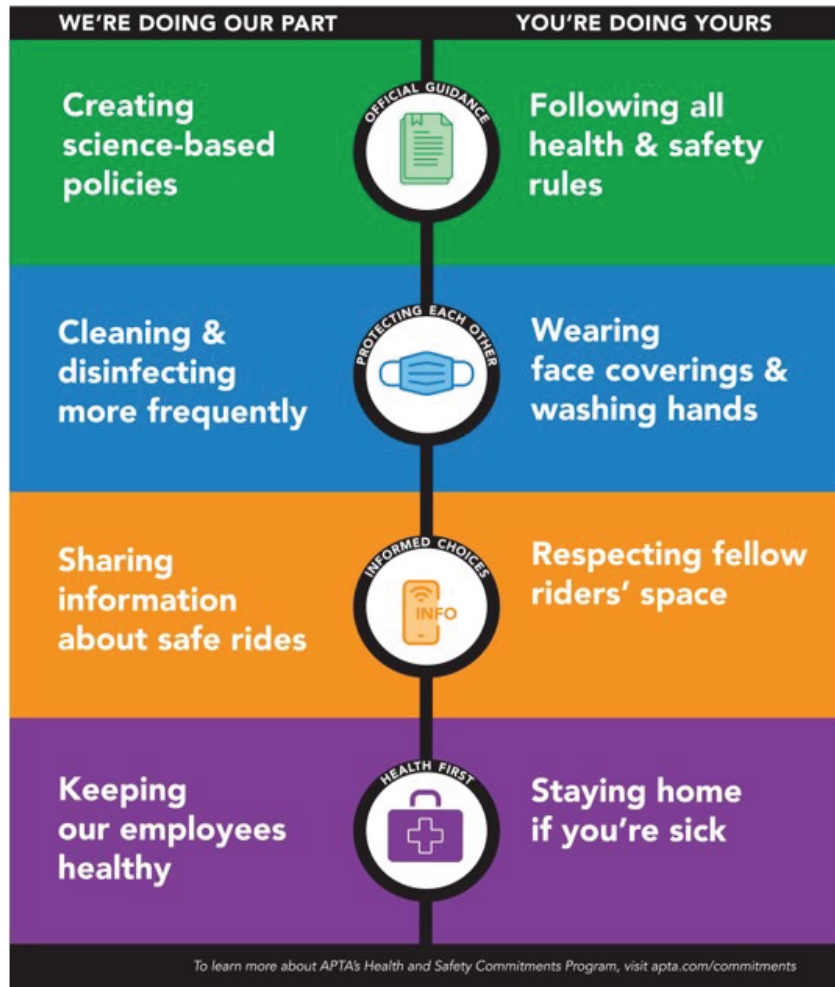 WE'RE DOING OUR PART
YOU'RE DOING YOURS
Creating
science-based
policies
OFFICIAL GUIDANCE
Following all
health & safety
rules
Cleaning &
disinfecting
more frequently
PROTECTING EACH OTHER
Wearing
face coverings &
washing hands
Sharing
information
about safe rides
INFORMED CHOICES
INFO
Respecting fellow
riders' space
Keeping
our employees
healthy
HEALTH FIRST
Staying home
if you're sick
To learn more about APTA's Health and Safety Commitments Program, visit apta.com/commitments